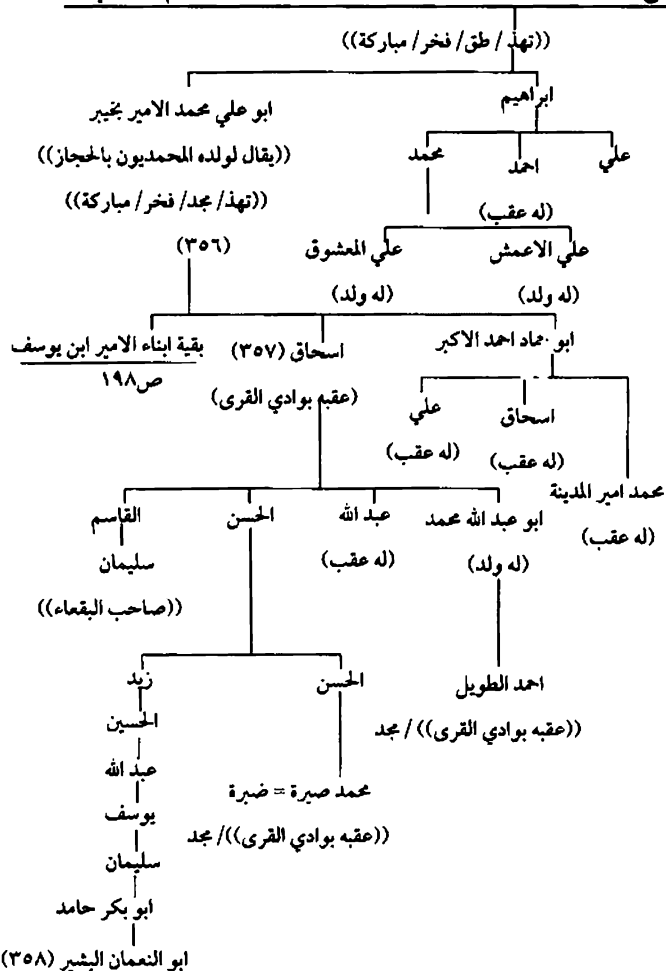 ((تهذ / طق / فخر / مباركة))
ابراهيم
ابو علي محمد الامير بخيبر
((يقال لولده المحمديون بالحجاز))
((تهذ/ مجد/ فخر/ مباركة))
(٣٥٦)
علي
احمد
(له عقب)
محمد
علي الاعمش
(له ولد)
علي المعشوق
(له ولد)
ابو حماد احمد الاكبر
اسحاق (٣٥٧)
(عقبه بوادي القرى)
بقية ابناء الامير ابن يوسف
ص١٩٨
محمد امير المدينة
(له عقب)
اسحاق
(له عقب)
علي
(له عقب)
ابو عبد الله محمد
(له ولد)
عبد الله
(له عقب)
الحسن
القاسم
سليمان
((صاحب البقعاء))
احمد الطويل
((عقبه بوادي القرى))/ مجد
الحسن
محمد صيرة = ضبرة
((عقبه بوادي القرى))/ مجد
زيد
الحسين
عبد الله
يوسف
سليمان
ابو بكر حامد
ابو النعمان البشير (٣٥٨)